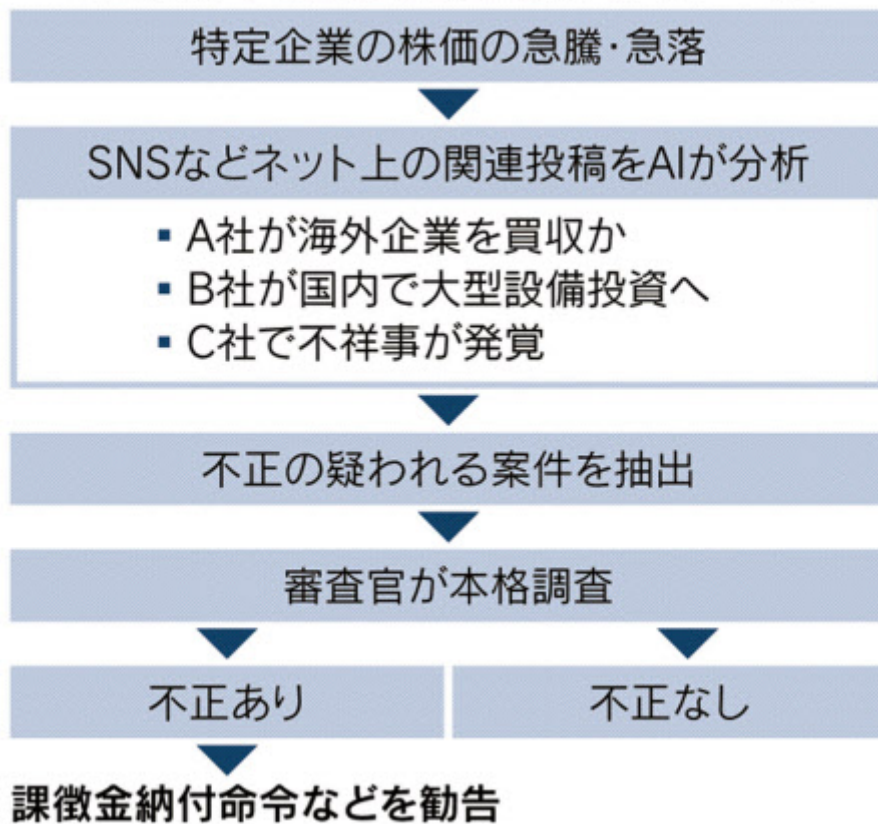 特定企業の株価の急騰・急落
SNSなどネット上の関連投稿をAIが分析
▪ A社が海外企業を買収か
▪ B社が国内で大型設備投資へ
▪ C社で不祥事が発覚
不正の疑われる案件を抽出
審査官が本格調査
不正あり
不正なし
課徴金納付命令などを勧告